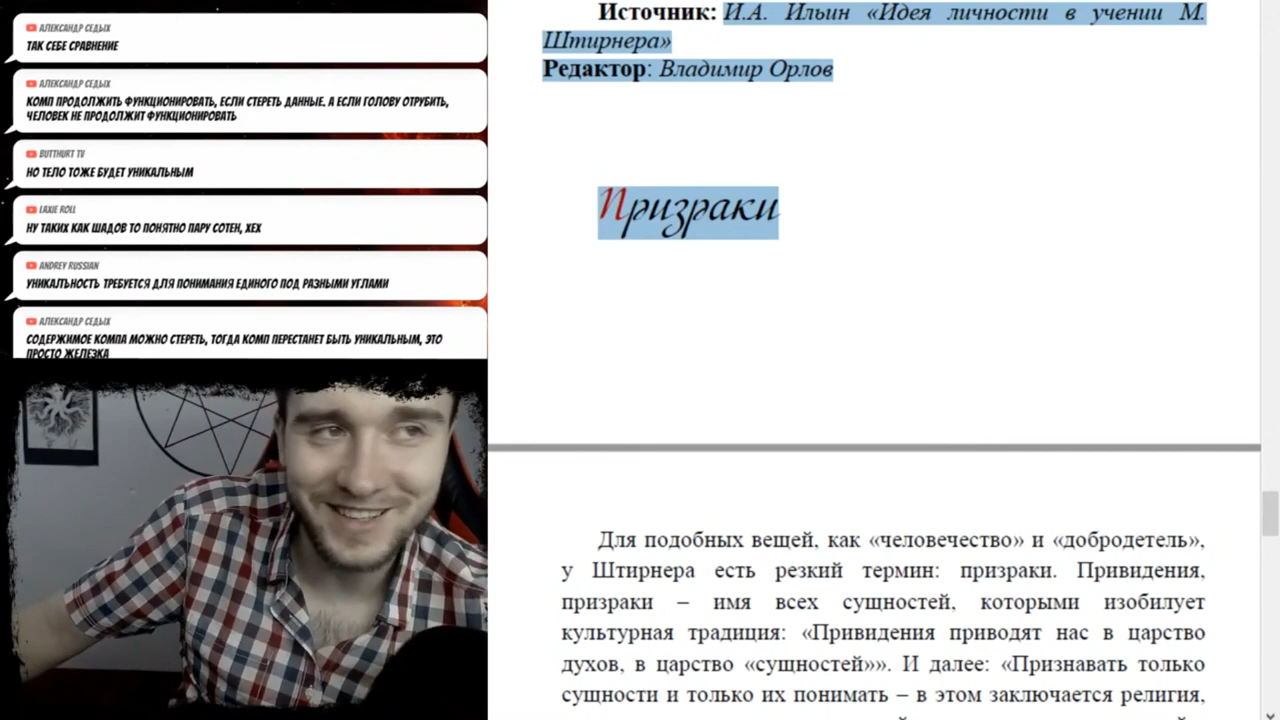 АЛЕКСАНДР СЕДЫХ
ТАК СЕБЕ СРАВНЕНИЕ
АЛЕКСАНДР СЕДЫХ
КОМП ПРОДОЛЖИТЬ ФУНКЦИОНИРОВАТЬ, ЕСЛИ СТЕРЕТЬ ДАННЫЕ. А ЕСЛИ ГОЛОВУ ОТРУБИТЬ,
ЧЕЛОВЕК НЕ ПРОДОЛЖИТ ФУНКЦИОНИРОВАТЬ
BUTTHURT TV
НО ТЕЛО ТОЖЕ БУДЕТ УНИКАЛЬНЫМ
LAXIE ROLL
НУ ТАКИХ КАК ШАДОВ ТО ПОНЯТНО ПАРУ СОТЕН, ХЕХ
ANDREY RUSSIAN
УНИКАЛЪНОСТЬ ТРЕБУЕТСЯ ДЛЯ ПОНИМАНИЯ ЕДИНОГО ПОД РАЗНЫМИ УГЛАМИ
АЛЕКСАНДР СЕДЫХ
СОДЕРЖИМОЕ КОМПА МОЖНО СТЕРЕТЬ, ТОГДА КОМП ПЕРЕСТАНЕТ БЫТЬ УНИКАЛЬНЫМ, ЭТО
ПРОСТО ЖЕЛЕЗКА
Источник: И.А. Ильин «Идея личности в учении М.
Штирнера»
Редактор: Владимир Орлов
Призраки
Для подобных вещей, как «человечество» и «добродетель»,
у Штирнера есть резкий термин: призраки. Привидения,
призраки – имя всех сущностей, которыми изобилует
культурная традиция: «Привидения приводят нас в царство
духов, в царство «сущностей»». И далее: «Признавать только
сущности и только их понимать – в этом заключается религия,